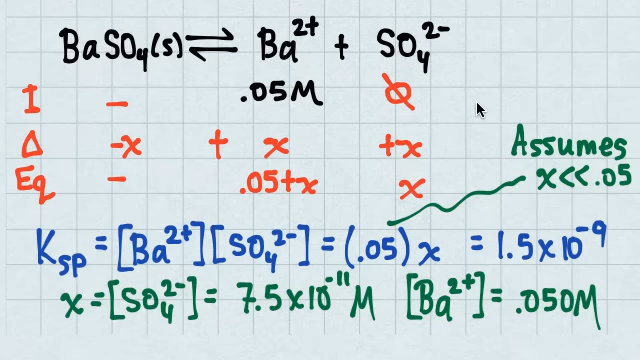 BaSO₄(s) ⇌ Ba²⁺ + SO₄²⁻
I - .05M Ø
Δ -x + x +x
Eq - .05+x x
Assumes
x<<.05
Ksp = [Ba²⁺][SO₄²⁻] = (.05)x = 1.5x10⁻⁹
x = [SO₄²⁻] = 7.5x10⁻¹¹ M [Ba²⁺] = .050M